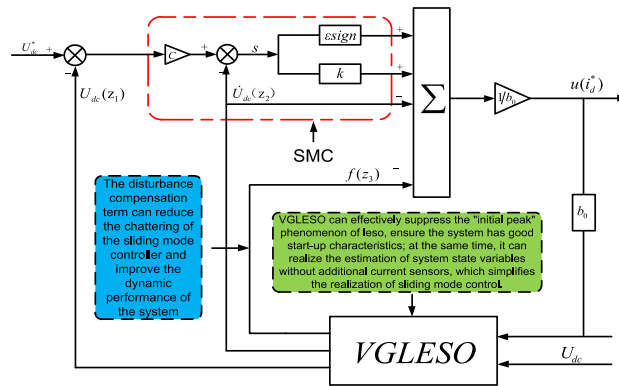 U*dc + 
−
C
+
−
s
εsign
k
+
+
−
−
Σ
1/b₀
u(i*d)
Udc(z₁)
U̇dc(z₂)
SMC
f(z₃)
b₀
The disturbance
compensation
term can reduce
the chattering of
the sliding mode
controller and
improve the
dynamic
performance of
the system
VGLESO can effectively suppress the "initial peak"
phenomenon of leso, ensure the system has good
start-up characteristics; at the same time, it can
realize the estimation of system state variables
without additional current sensors, which simplifies
the realization of sliding mode control.
VGLESO
Udc